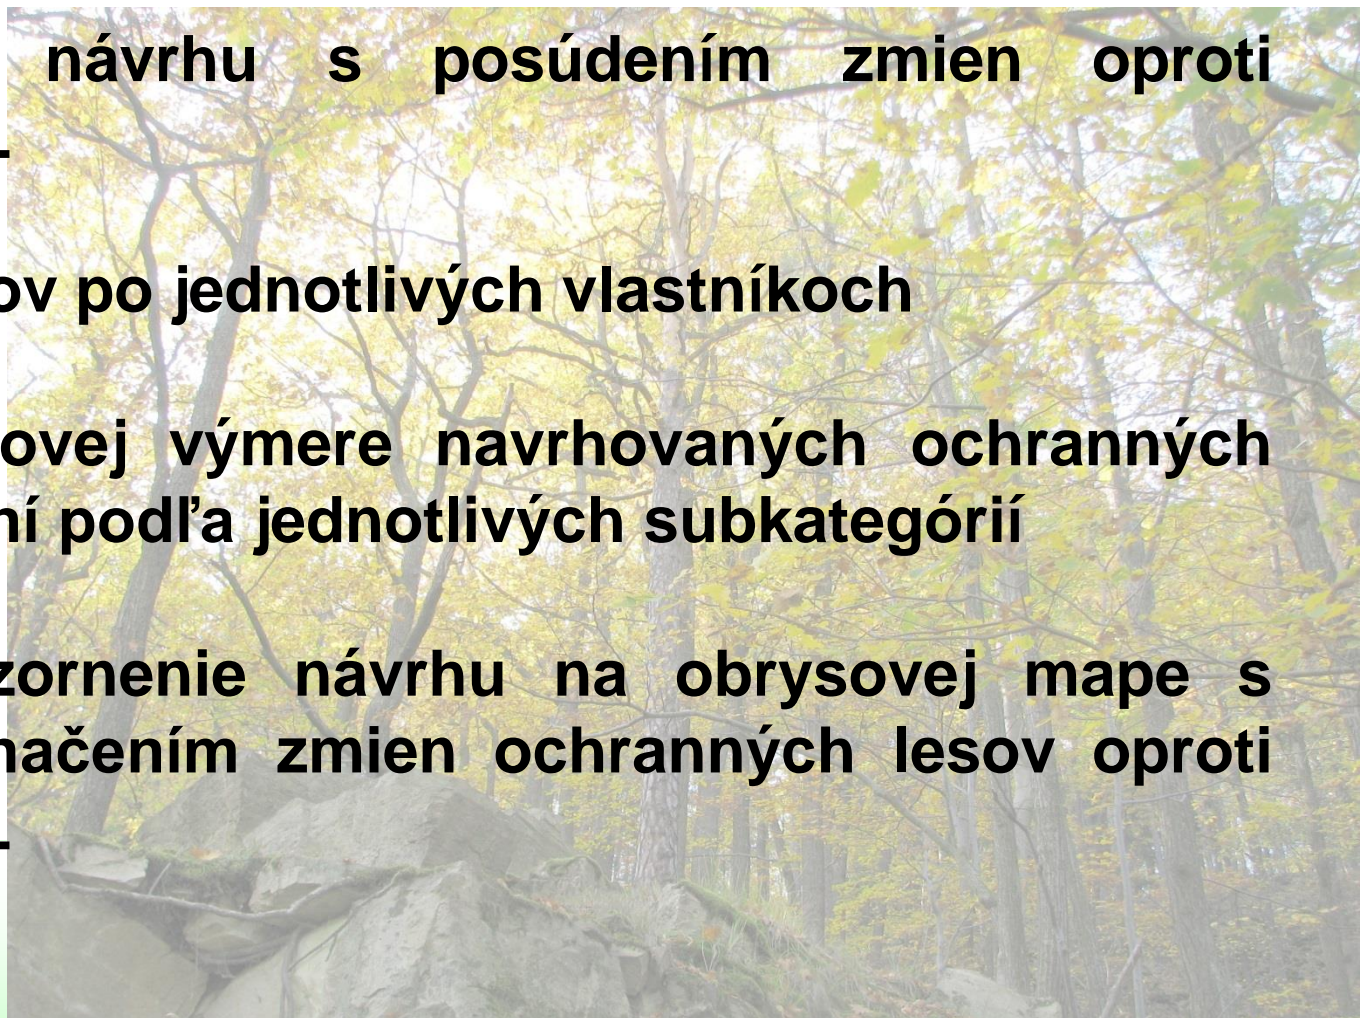 návrhu s posúdením zmien oproti
ov po jednotlivých vlastníkoch
ovej výmere navrhovaných ochranných
ní podľa jednotlivých subkategórií
zornenie návrhu na obrysovej mape s
načením zmien ochranných lesov oproti